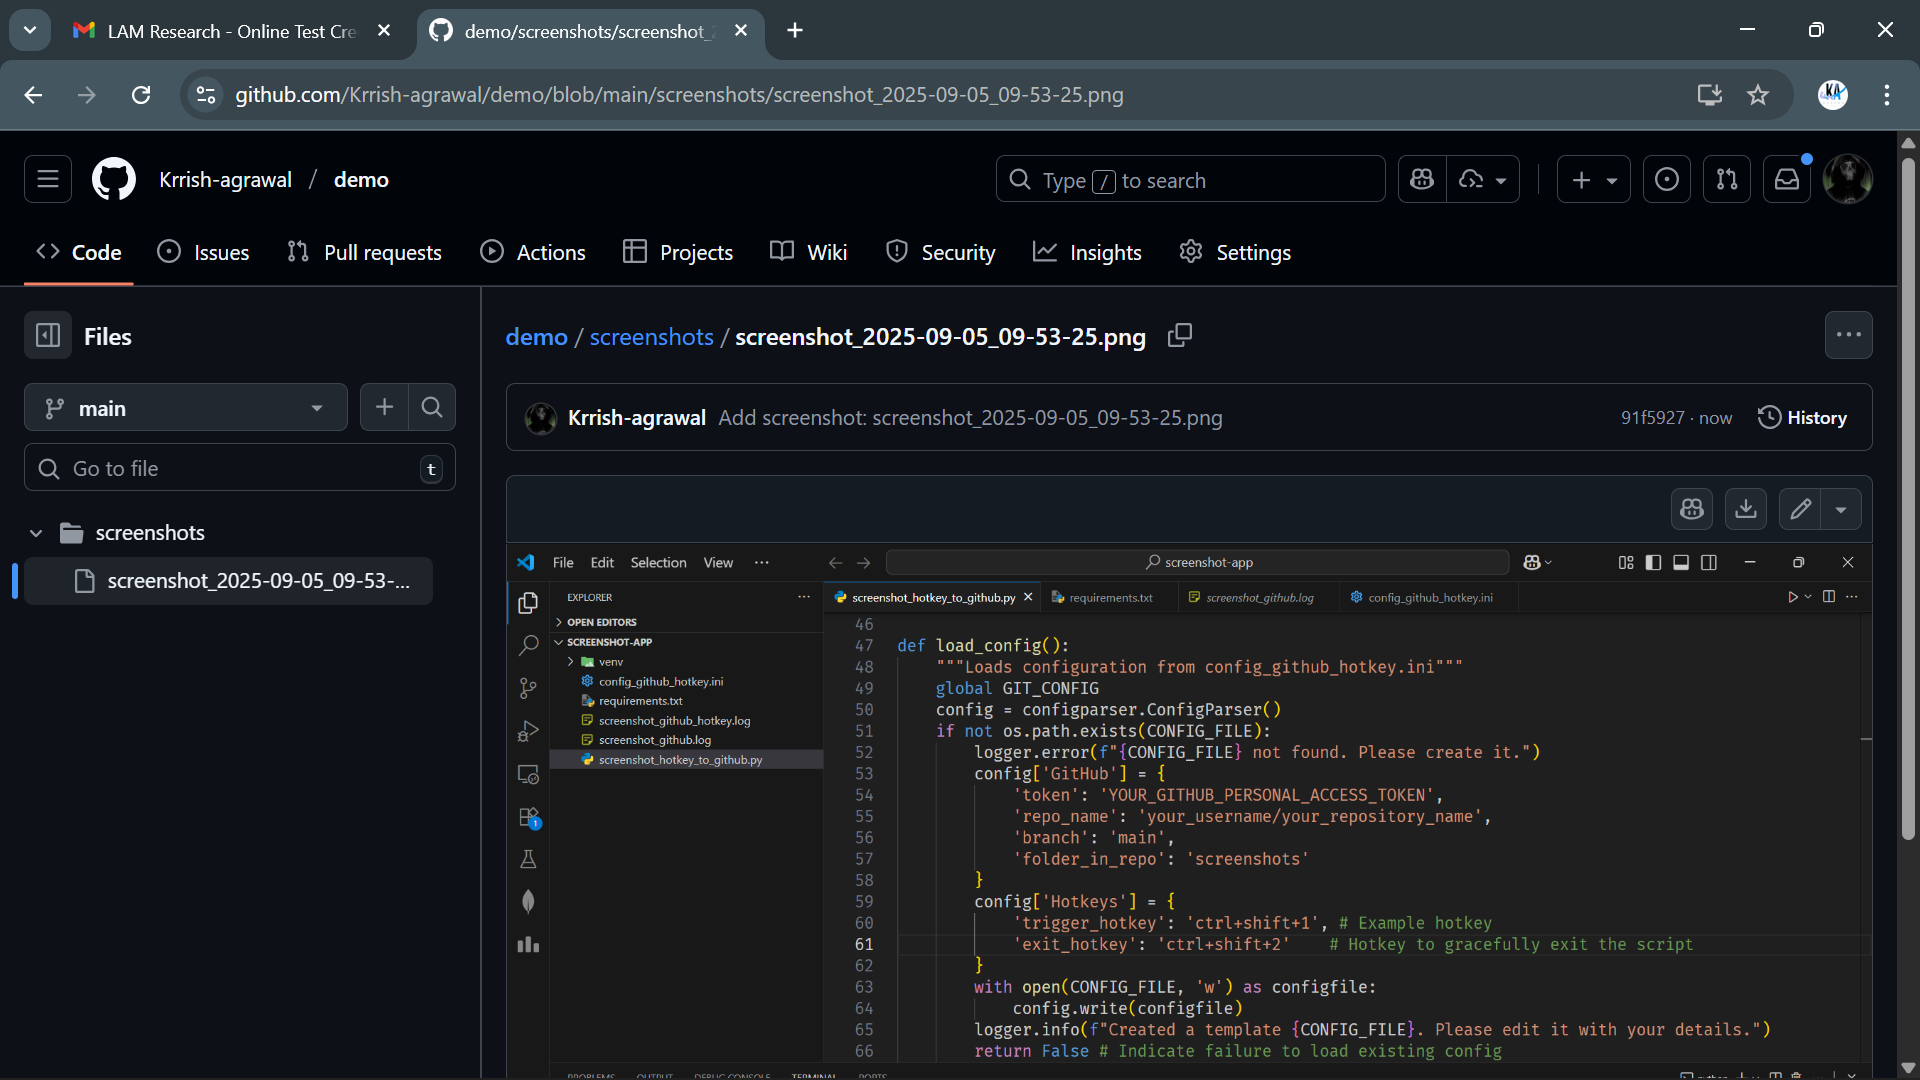 LAM Research - Online Test Cre
demo/screenshots/screenshot_2
github.com/Krrish-agrawal/demo/blob/main/screenshots/screenshot_2025-09-05_09-53-25.png
KA
Krrish-agrawal / demo
Type / to search
Code
Issues
Pull requests
Actions
Projects
Wiki
Security
Insights
Settings
Files
main
Go to file
t
screenshots
screenshot_2025-09-05_09-53-...
demo / screenshots / screenshot_2025-09-05_09-53-25.png
Krrish-agrawal Add screenshot: screenshot_2025-09-05_09-53-25.png
91f5927 · now
History
File Edit Selection View ···
screenshot-app
EXPLORER
OPEN EDITORS
SCREENSHOT-APP
venv
config_github_hotkey.ini
requirements.txt
screenshot_github_hotkey.log
screenshot_github.log
screenshot_hotkey_to_github.py
1
screenshot_hotkey_to_github.py
requirements.txt
screenshot_github.log
config_github_hotkey.ini
46
47 def load_config():
48 """Loads configuration from config_github_hotkey.ini"""
49 global GIT_CONFIG
50 config = configparser.ConfigParser()
51 if not os.path.exists(CONFIG_FILE):
52 logger.error(f"{CONFIG_FILE} not found. Please create it.")
53 config['GitHub'] = {
54 'token': 'YOUR_GITHUB_PERSONAL_ACCESS_TOKEN',
55 'repo_name': 'your_username/your_repository_name',
56 'branch': 'main',
57 'folder_in_repo': 'screenshots'
58 }
59 config['Hotkeys'] = {
60 'trigger_hotkey': 'ctrl+shift+1', # Example hotkey
61 'exit_hotkey': 'ctrl+shift+2' # Hotkey to gracefully exit the script
62 }
63 with open(CONFIG_FILE, 'w') as configfile:
64 config.write(configfile)
65 logger.info(f"Created a template {CONFIG_FILE}. Please edit it with your details.")
66 return False # Indicate failure to load existing config
PROBLEMS OUTPUT DEBUG CONSOLE TERMINAL PORTS